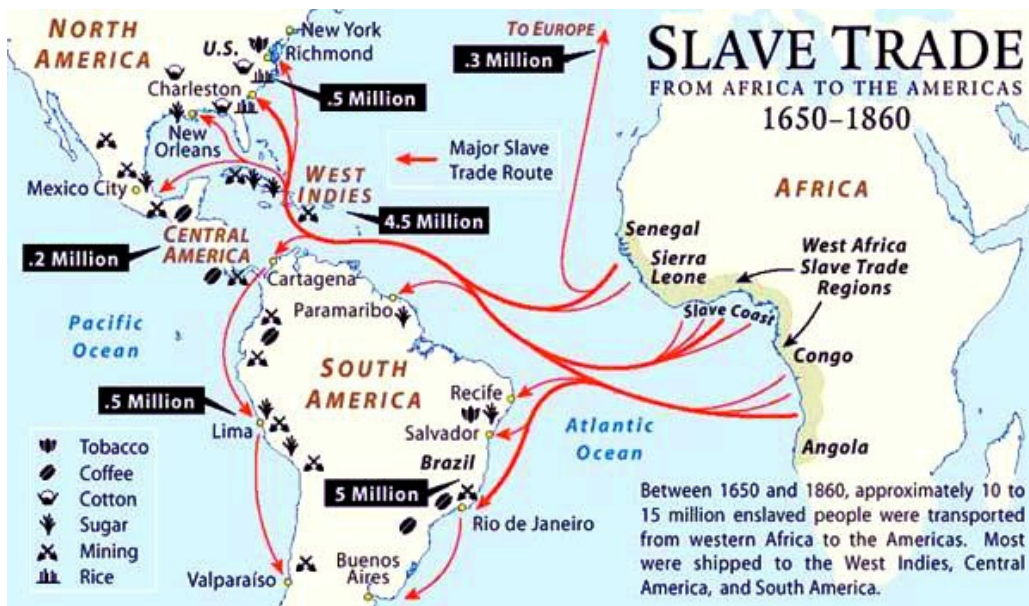 SLAVE TRADE
FROM AFRICA TO THE AMERICAS
1650–1860
NORTH
AMERICA
U.S.
New York
Richmond
.5 Million
Charleston
New
Orleans
Mexico City
WEST
INDIES
4.5 Million
CENTRAL
AMERICA
.2 Million
TO EUROPE
.3 Million
Major Slave
Trade Route
AFRICA
Senegal
Sierra
Leone
West Africa
Slave Trade
Regions
Slave Coast
Congo
Angola
Cartagena
Paramaribo
Pacific
Ocean
SOUTH
AMERICA
.5 Million
Lima
Recife
Salvador
Brazil
5 Million
Rio de Janeiro
Atlantic
Ocean
Buenos
Aires
Valparaíso
Tobacco
Coffee
Cotton
Sugar
Mining
Rice
Between 1650 and 1860, approximately 10 to
15 million enslaved people were transported
from western Africa to the Americas. Most
were shipped to the West Indies, Central
America, and South America.